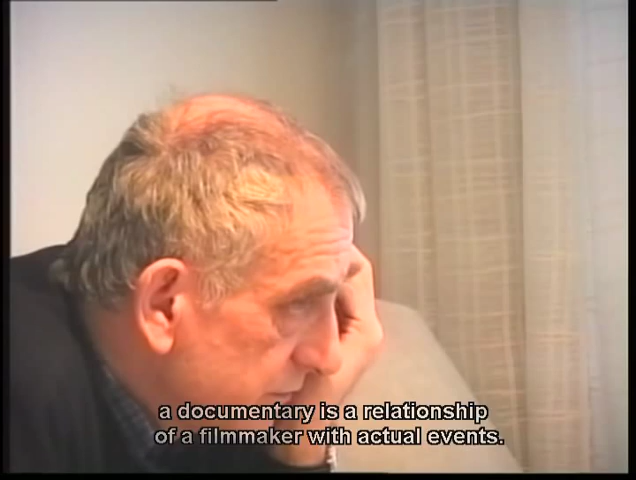 a documentary is a relationship
of a filmmaker with actual events.